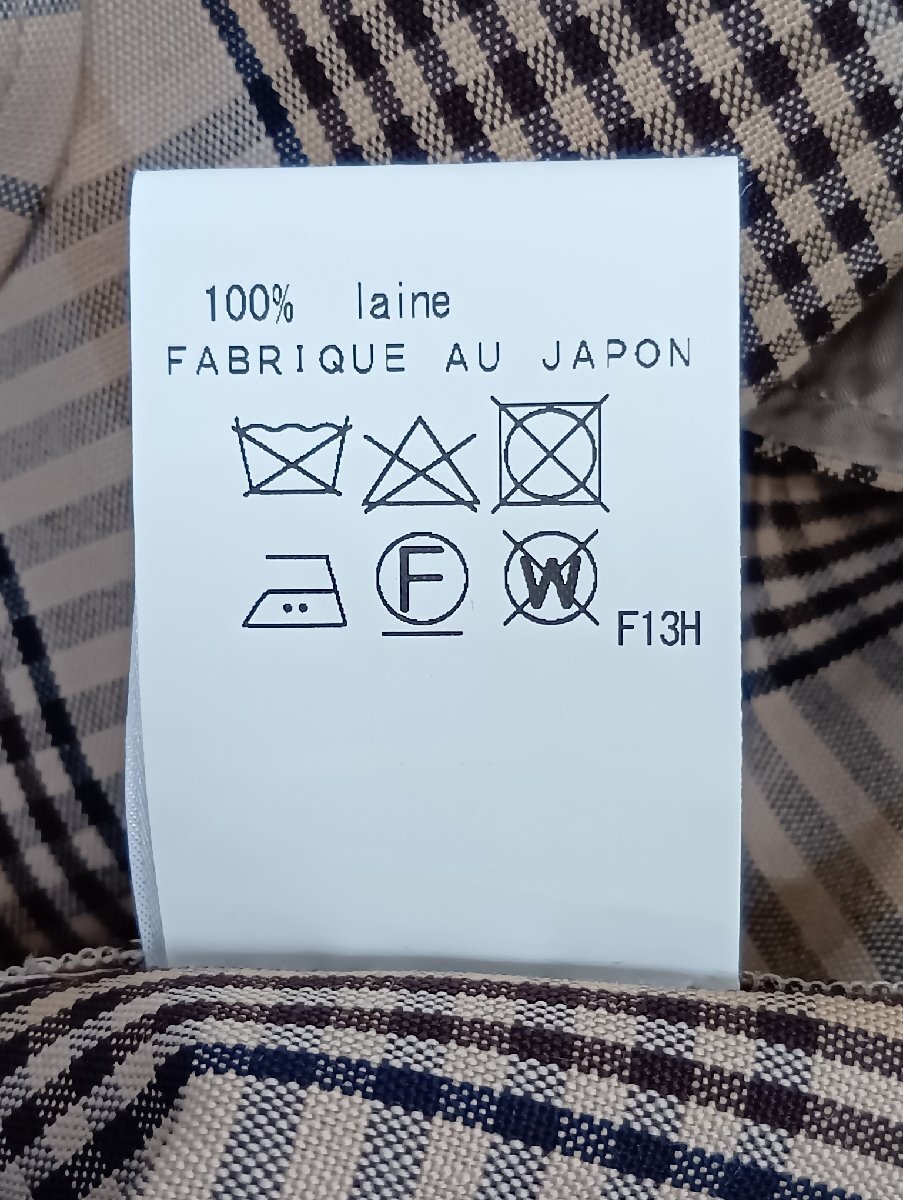 100% laine
FABRIQUE AU JAPON
F W
F13H